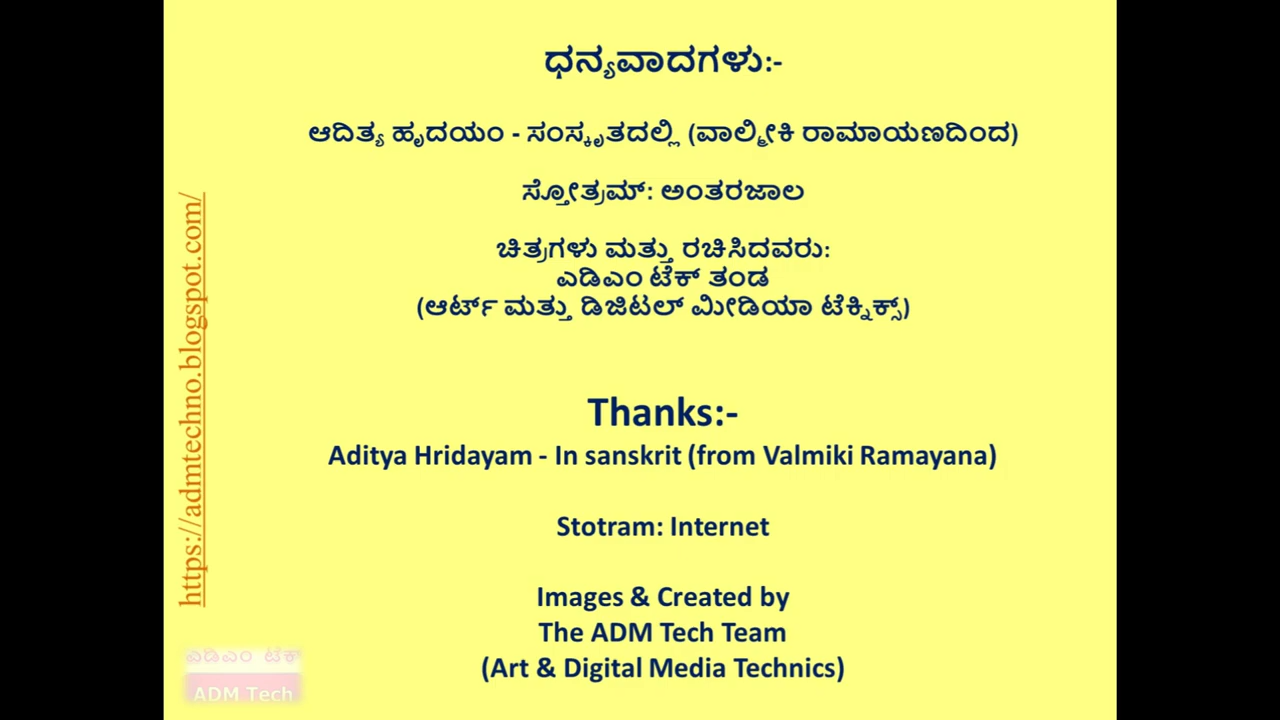 ಧನ್ಯವಾದಗಳು:-
ಆದಿತ್ಯ ಹೃದಯಂ - ಸಂಸ್ಕೃತದಲ್ಲಿ (ವಾಲ್ಮೀಕಿ ರಾಮಾಯಣದಿಂದ)
ಸ್ತೋತ್ರಮ್: ಅಂತರಜಾಲ
ಚಿತ್ರಗಳು ಮತ್ತು ರಚಿಸಿದವರು:
ಎಡಿಎಂ ಟೆಕ್ ತಂಡ
(ಆರ್ಟ್ ಮತ್ತು ಡಿಜಿಟಲ್ ಮೀಡಿಯಾ ಟೆಕ್ನಿಕ್ಸ್)
Thanks:-
Aditya Hridayam - In sanskrit (from Valmiki Ramayana)
Stotram: Internet
Images & Created by
The ADM Tech Team
(Art & Digital Media Technics)
https://admtechno.blogspot.com/
ಎಡಿಎಂ ಟೆಕ್
ADM Tech